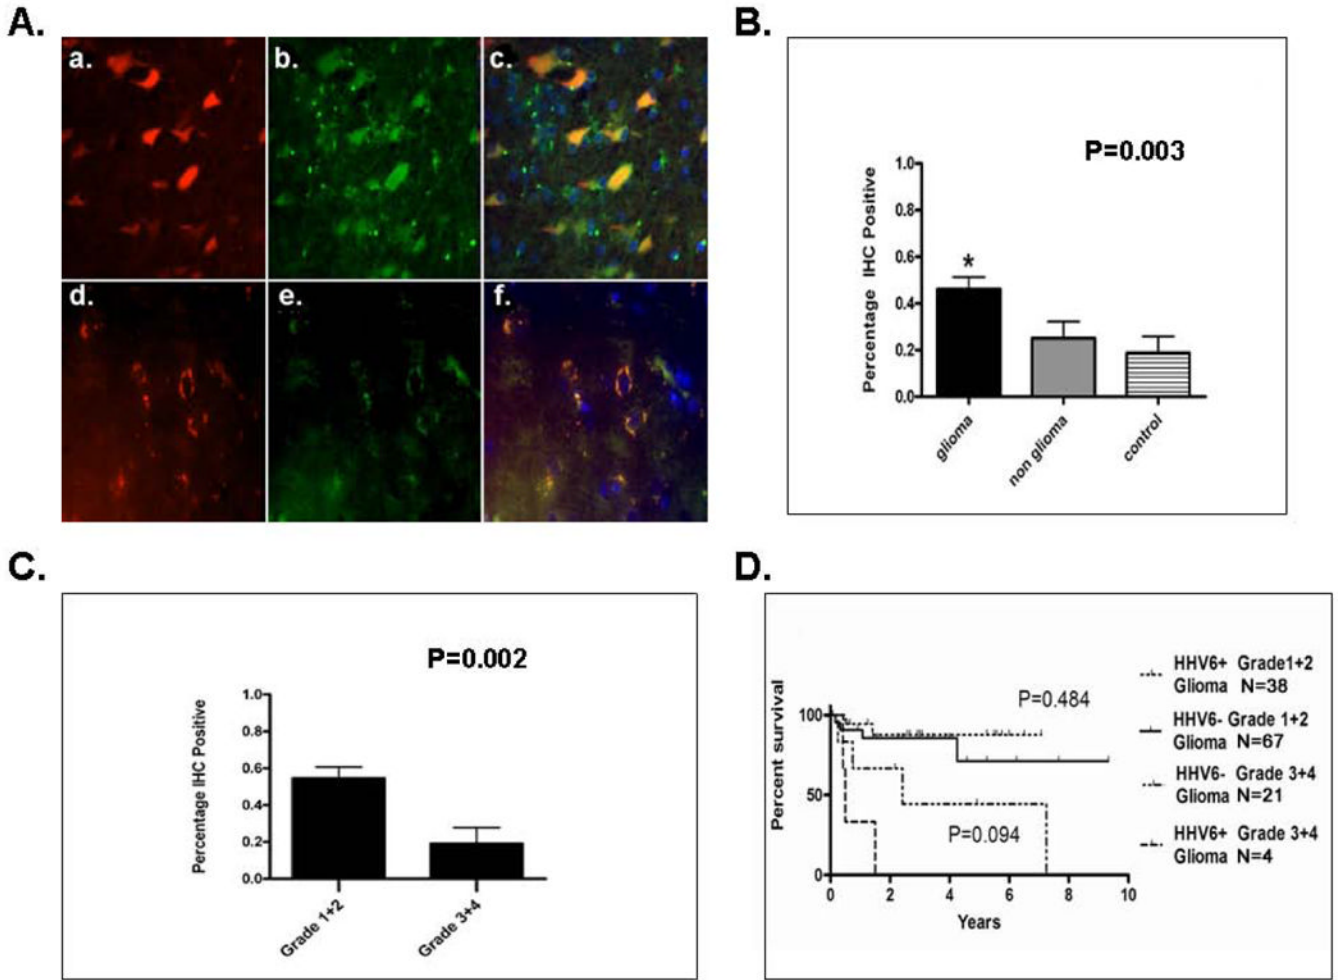 A.
a.
b.
c.
d.
e.
f.
B.
P=0.003
Percentage IHC Positive
1.0
0.8
0.6
0.4
0.2
0.0
*
glioma
non glioma
control
C.
P=0.002
Percentage IHC Positive
1.0
0.8
0.6
0.4
0.2
0.0
Grade 1+2
Grade 3+4
D.
Percent survival
100
50
0
P=0.484
P=0.094
0 2 4 6 8 10
Years
HHV6+ Grade1+2
Glioma N=38
HHV6- Grade 1+2
Glioma N=67
HHV6- Grade 3+4
Glioma N=21
HHV6+ Grade 3+4
Glioma N=4